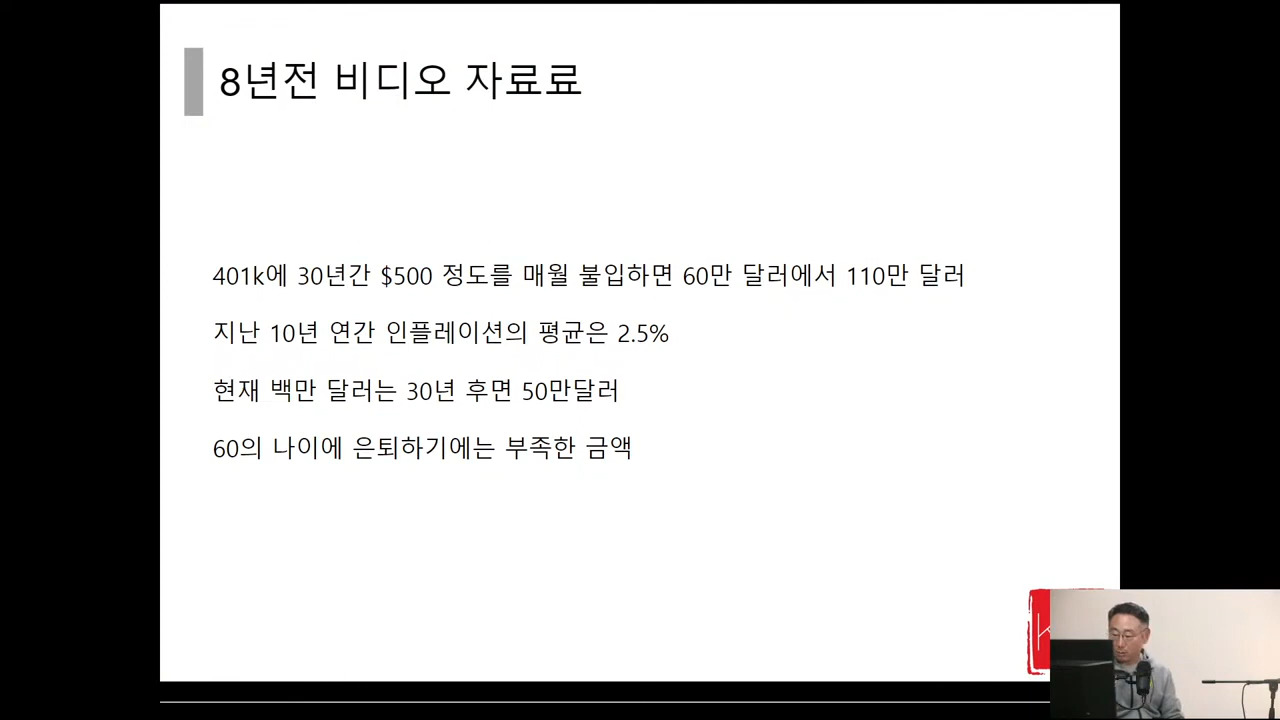 8년전 비디오 자료료
401k에 30년간 $500 정도를 매월 불입하면 60만 달러에서 110만 달러
지난 10년 연간 인플레이션의 평균은 2.5%
현재 백만 달러는 30년 후면 50만달러
60의 나이에 은퇴하기에는 부족한 금액